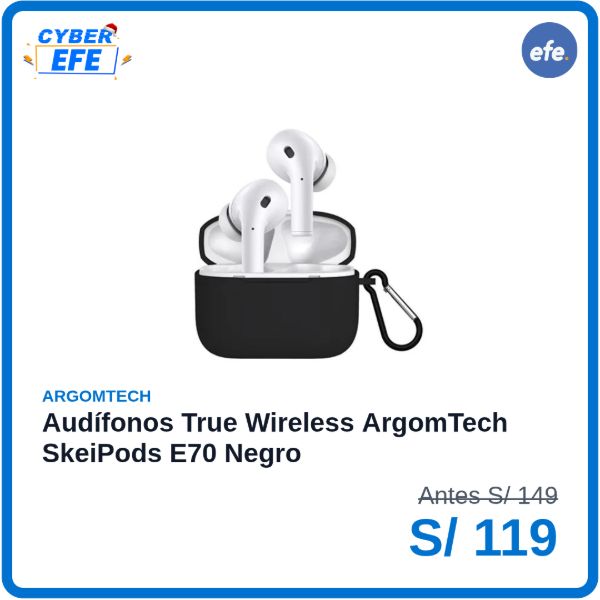 CYBER
EFE
efe.
ARGOMTECH
Audífonos True Wireless ArgomTech
SkeiPods E70 Negro
Antes S/ 149
S/ 119